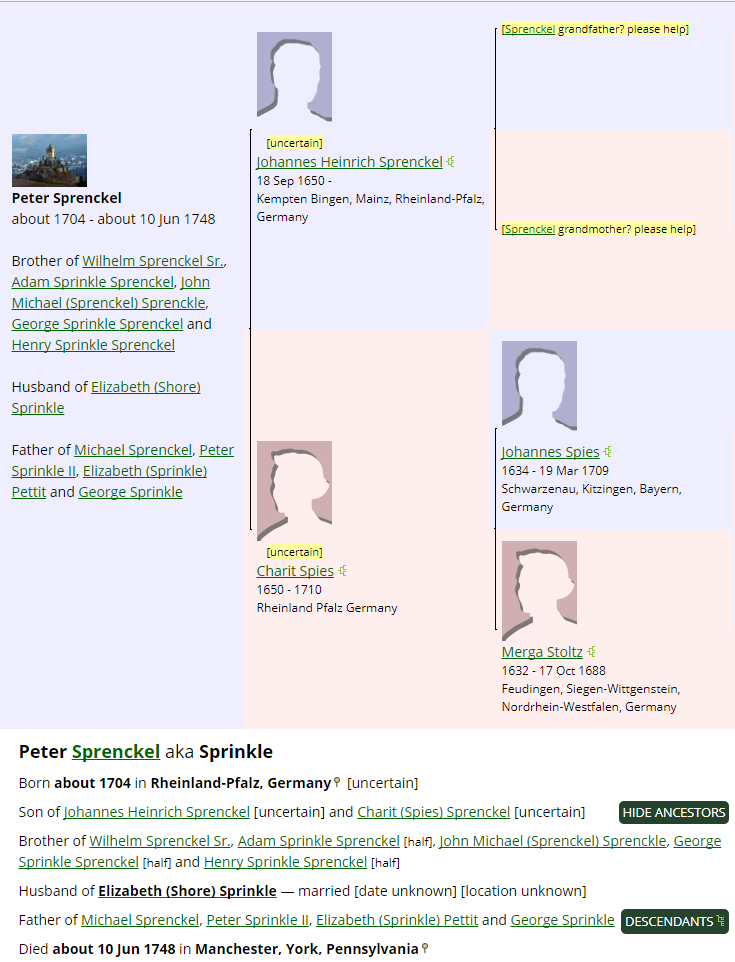 Peter Sprenckel
about 1704 - about 10 Jun 1748
Brother of Wilhelm Sprenckel Sr.,
Adam Sprinkle Sprenckel, John
Michael (Sprenckel) Sprenckle,
George Sprinkle Sprenckel and
Henry Sprinkle Sprenckel
Husband of Elizabeth (Shore)
Sprinkle
Father of Michael Sprenckel, Peter
Sprinkle II, Elizabeth (Sprinkle)
Pettit and George Sprinkle
[uncertain]
Johannes Heinrich Sprenckel
18 Sep 1650 -
Kempten Bingen, Mainz, Rheinland-Pfalz,
Germany
[uncertain]
Charit Spies
1650 - 1710
Rheinland Pfalz Germany
[Sprenckel grandfather? please help]
[Sprenckel grandmother? please help]
Johannes Spies
1634 - 19 Mar 1709
Schwarzenau, Kitzingen, Bayern,
Germany
Merga Stoltz
1632 - 17 Oct 1688
Feudingen, Siegen-Wittgenstein,
Nordrhein-Westfalen, Germany
Peter Sprenckel aka Sprinkle
Born about 1704 in Rheinland-Pfalz, Germany [uncertain]
Son of Johannes Heinrich Sprenckel [uncertain] and Charit (Spies) Sprenckel [uncertain]
HIDE ANCESTORS
Brother of Wilhelm Sprenckel Sr., Adam Sprinkle Sprenckel [half], John Michael (Sprenckel) Sprenckle, George
Sprinkle Sprenckel [half] and Henry Sprinkle Sprenckel [half]
Husband of Elizabeth (Shore) Sprinkle — married [date unknown] [location unknown]
Father of Michael Sprenckel, Peter Sprinkle II, Elizabeth (Sprinkle) Pettit and George Sprinkle
DESCENDANTS
Died about 10 Jun 1748 in Manchester, York, Pennsylvania